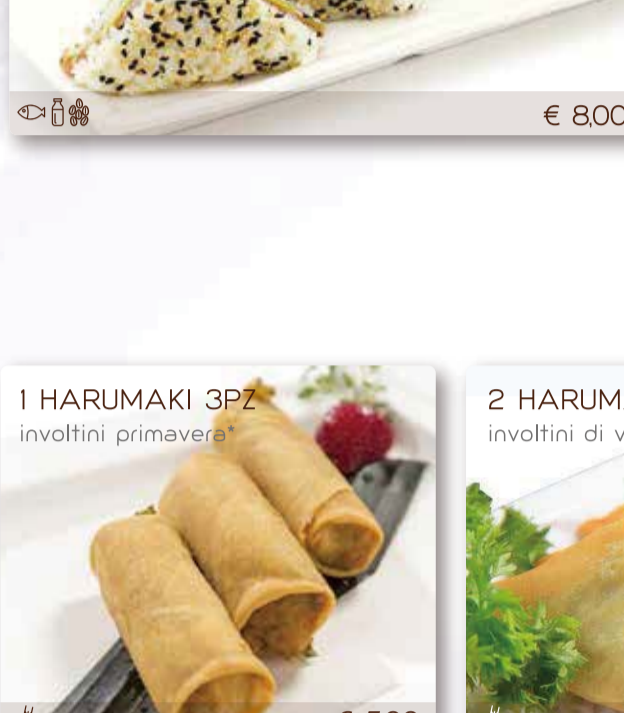 € 8,00
1 HARUMAKI 3PZ
involtini primavera*
2 HARUM
involtini di v